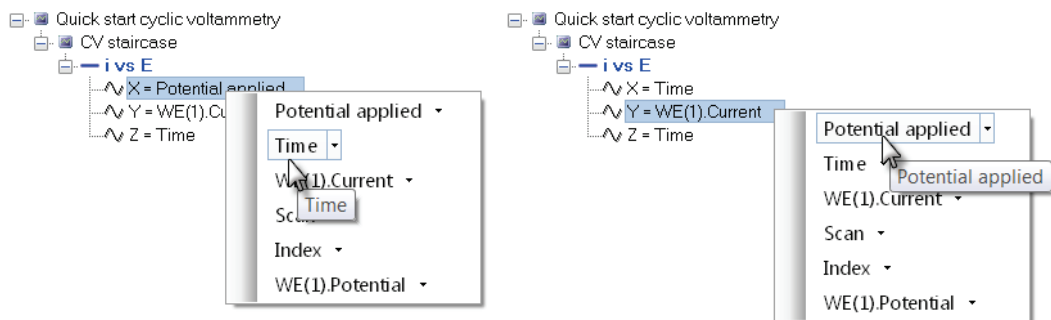 Quick start cyclic voltammetry
CV staircase
i vs E
X = Potential applied
Y = WE(1).Cu
Z = Time
Potential applied
Time
WE(1).Current
Time
Sc
Index
WE(1).Potential
Quick start cyclic voltammetry
CV staircase
i vs E
X = Time
Y = WE(1).Current
Z = Time
Potential applied
Time
Potential applied
WE(1).Current
Scan
Index
WE(1).Potential